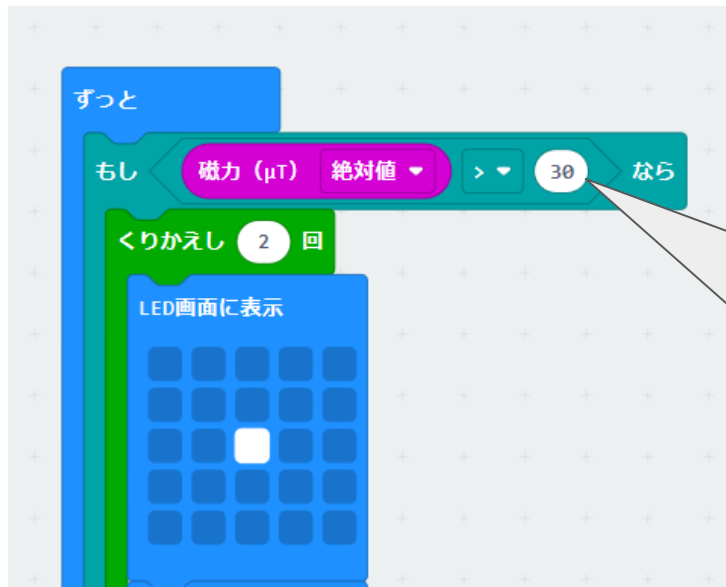 ずっと
もし 磁力 (μT) 絶対値 > 30 なら
くりかえし 2 回
LED画面に表示